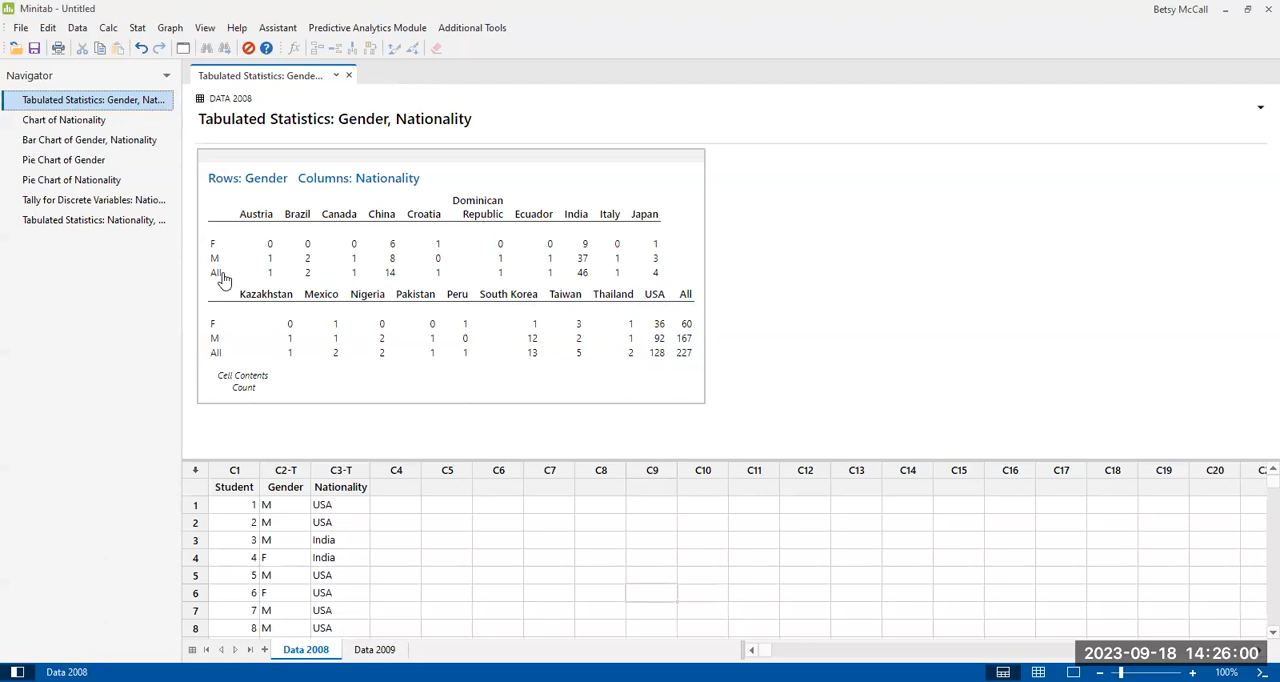 Minitab - Untitled
Betsy McCall
File Edit Data Calc Stat Graph View Help Assistant Predictive Analytics Module Additional Tools
Navigator
Tabulated Statistics: Gender, Nat...
Chart of Nationality
Bar Chart of Gender, Nationality
Pie Chart of Gender
Pie Chart of Nationality
Tally for Discrete Variables: Natio...
Tabulated Statistics: Nationality, ...
Tabulated Statistics: Gende...
DATA 2008
Tabulated Statistics: Gender, Nationality
Rows: Gender Columns: Nationality
Austria Brazil Canada China Croatia Dominican Republic Ecuador India Italy Japan
F 0 0 0 6 1 0 0 9 0 1
M 1 2 1 8 0 1 1 37 1 3
All 1 2 1 14 1 1 1 46 1 4
Kazakhstan Mexico Nigeria Pakistan Peru South Korea Taiwan Thailand USA All
F 0 1 0 0 1 1 3 1 36 60
M 1 1 2 1 0 12 2 1 92 167
All 1 2 2 1 1 13 5 2 128 227
Cell Contents
Count
C1 C2-T C3-T C4 C5 C6 C7 C8 C9 C10 C11 C12 C13 C14 C15 C16 C17 C18 C19 C20
Student Gender Nationality
1 1 M USA
2 2 M USA
3 3 M India
4 4 F India
5 5 M USA
6 6 F USA
7 7 M USA
8 8 M USA
Data 2008 Data 2009
2023-09-18 14:26:00
Data 2008
100%